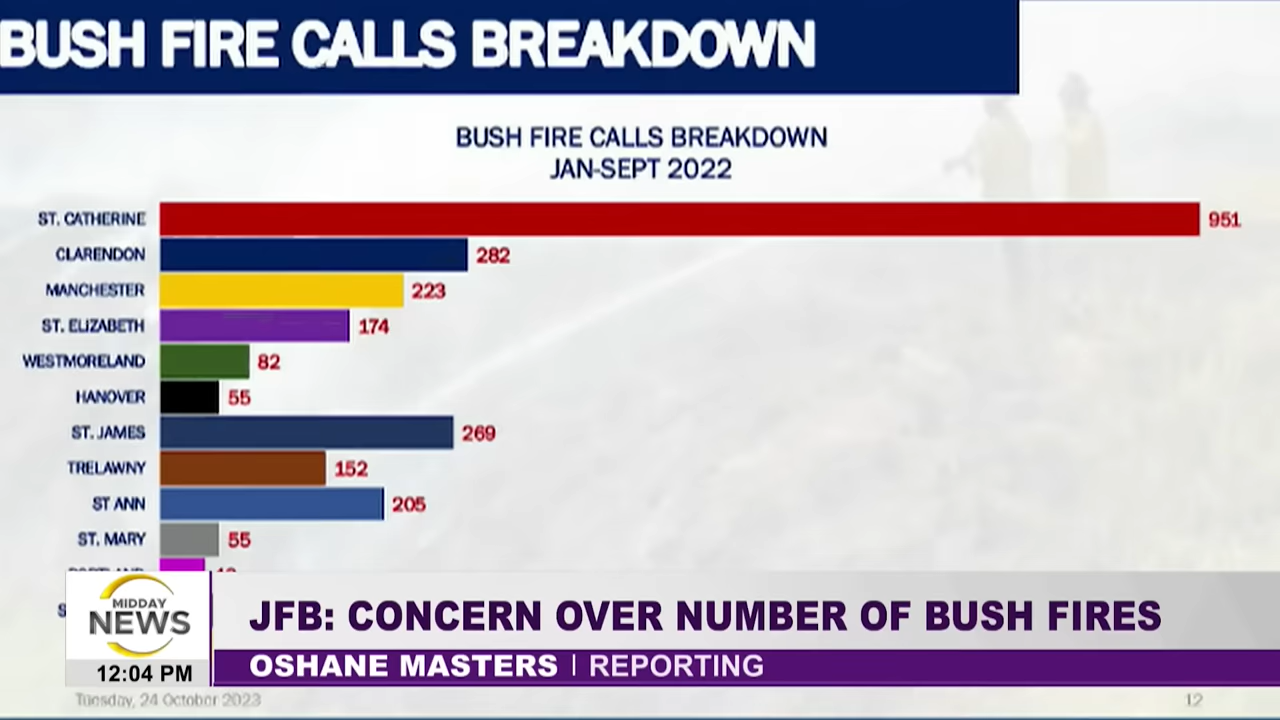 BUSH FIRE CALLS BREAKDOWN
BUSH FIRE CALLS BREAKDOWN
JAN-SEPT 2022
ST. CATHERINE 951
CLARENDON 282
MANCHESTER 223
ST. ELIZABETH 174
WESTMORELAND 82
HANOVER 55
ST. JAMES 269
TRELAWNY 152
ST ANN 205
ST. MARY 55
MIDDAY
NEWS
12:04 PM
JFB: CONCERN OVER NUMBER OF BUSH FIRES
OSHANE MASTERS | REPORTING
Tuesday, 24 October 2023 12